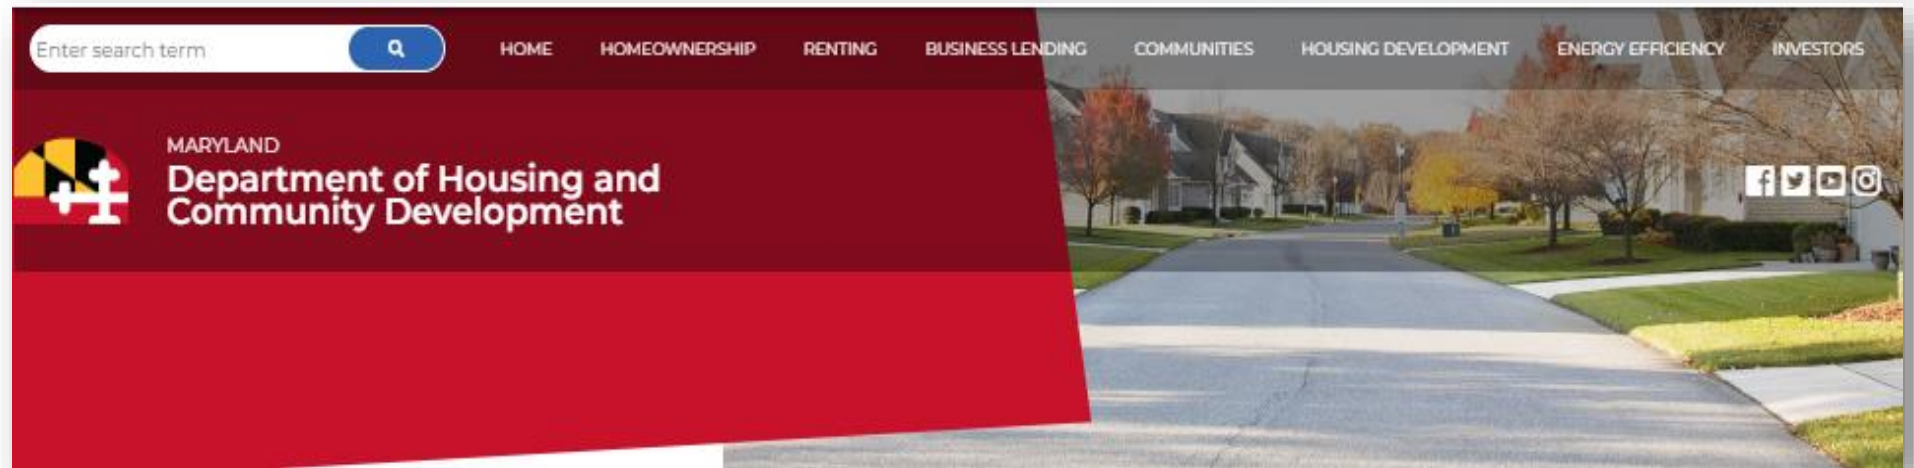 Enter search term
HOME HOMEOWNERSHIP RENTING BUSINESS LENDING COMMUNITIES HOUSING DEVELOPMENT ENERGY EFFICIENCY INVESTORS
MARYLAND
Department of Housing and
Community Development